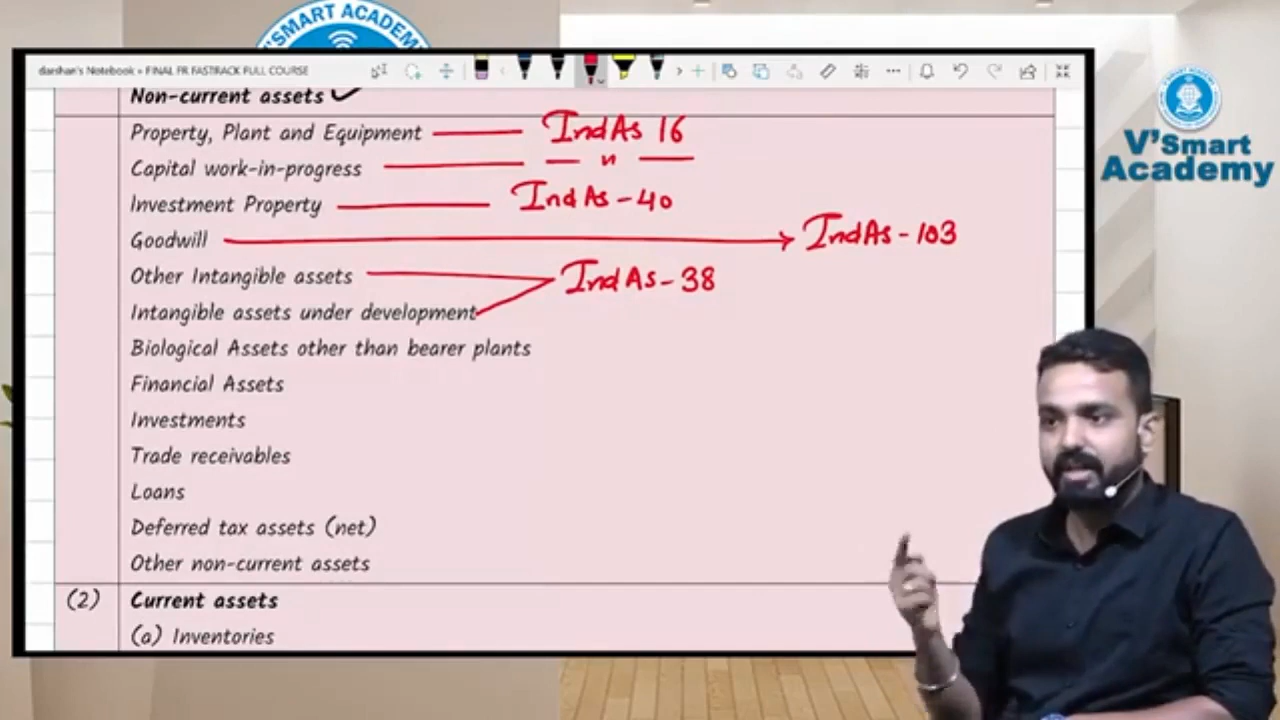 V'SMART ACADEMY
darshan's Notebook » FINAL FR FASTRACK FULL COURSE
Non-current assets
Property, Plant and Equipment IndAs 16
Capital work-in-progress — " —
Investment Property IndAs-40
Goodwill IndAs-103
Other Intangible assets IndAs-38
Intangible assets under development
Biological Assets other than bearer plants
Financial Assets
Investments
Trade receivables
Loans
Deferred tax assets (net)
Other non-current assets
(2) Current assets
(a) Inventories
V'Smart
Academy